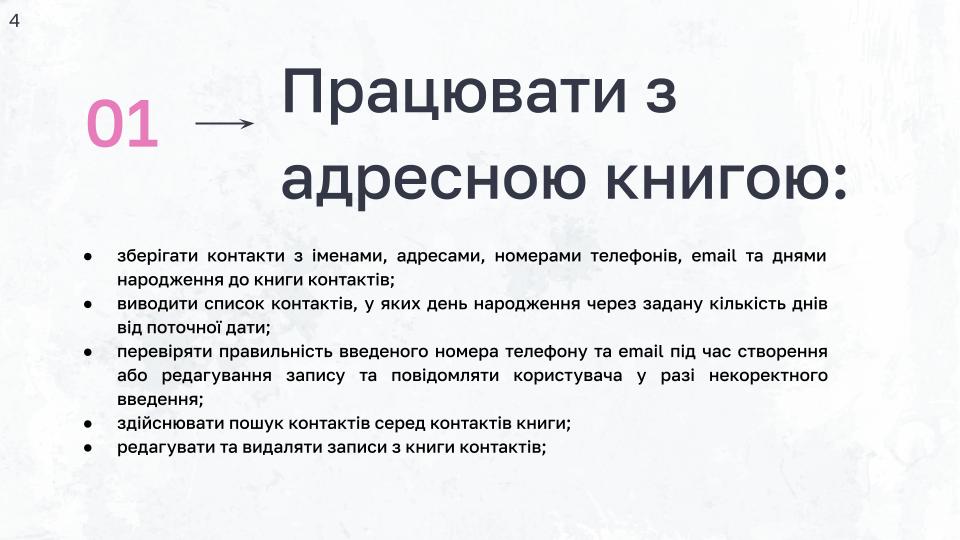 4
01
Працювати з
адресною книгою:
● зберігати контакти з іменами, адресами, номерами телефонів, email та днями
народження до книги контактів;
● виводити список контактів, у яких день народження через задану кількість днів
від поточної дати;
● перевіряти правильність введеного номера телефону та email під час створення
або редагування запису та повідомляти користувача у разі некоректного
введення;
● здійснювати пошук контактів серед контактів книги;
● редагувати та видаляти записи з книги контактів;